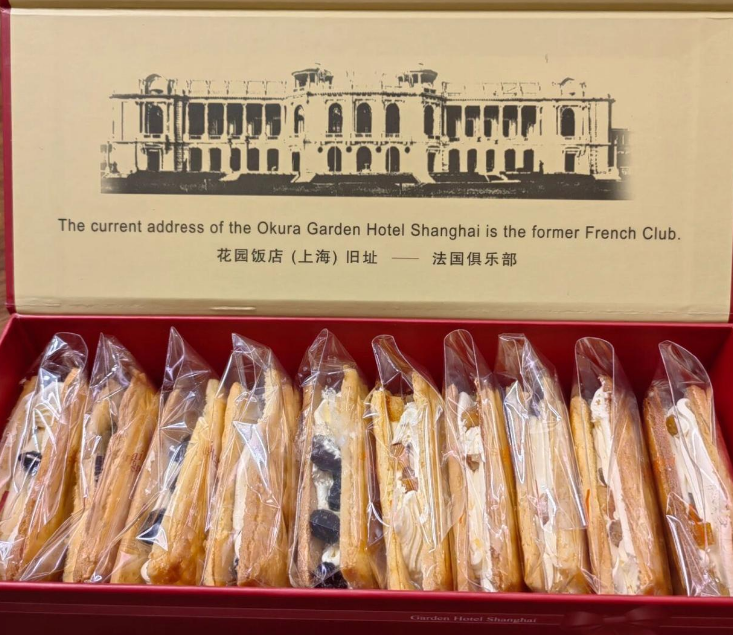 The current address of the Okura Garden Hotel Shanghai is the former French Club.
花园饭店 (上海) 旧址 —— 法国俱乐部
Garden Hotel Shanghai